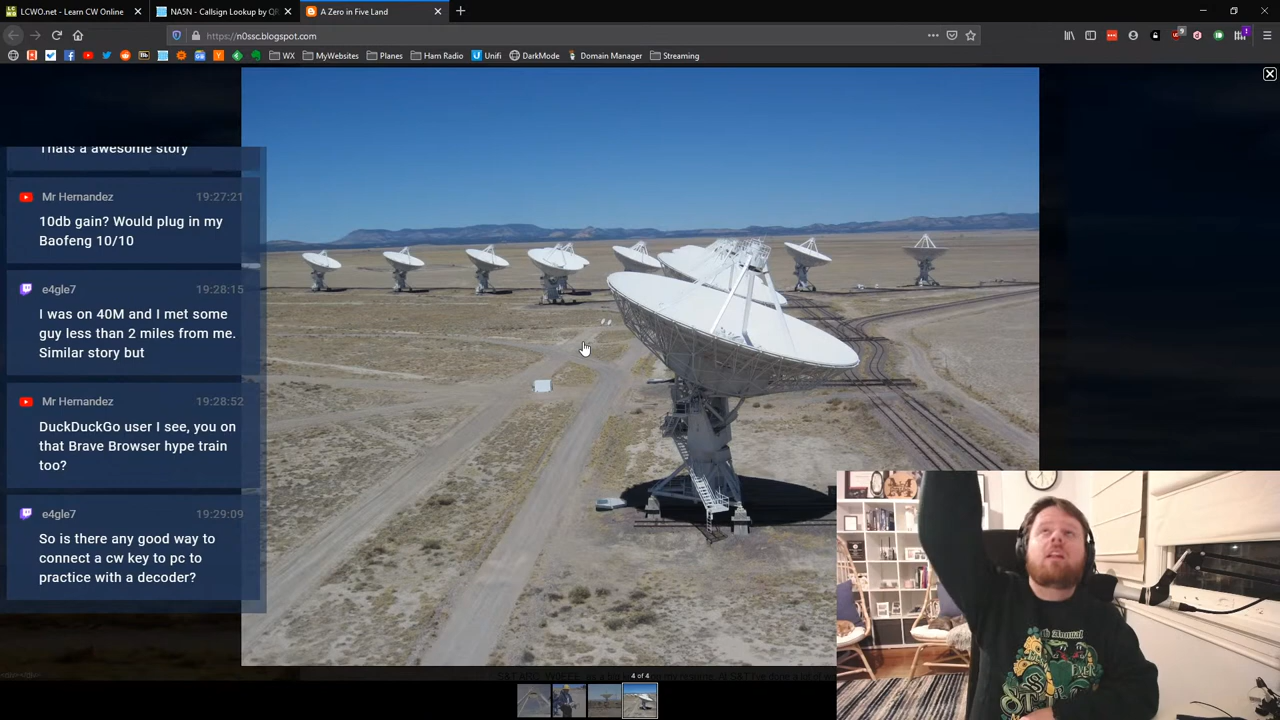 LCWO.net - Learn CW Online
NA5N - Callsign Lookup by QR
A Zero in Five Land
https://n0ssc.blogspot.com
WX
MyWebsites
Planes
Ham Radio
Unifi
DarkMode
Domain Manager
Streaming
Thats a awesome story
Mr Hernandez 19:27:21
10db gain? Would plug in my
Baofeng 10/10
e4gle7 19:28:15
I was on 40M and I met some
guy less than 2 miles from me.
Similar story but
Mr Hernandez 19:28:52
DuckDuckGo user I see, you on
that Brave Browser hype train
too?
e4gle7 19:29:09
So is there any good way to
connect a cw key to pc to
practice with a decoder?
4 of 4